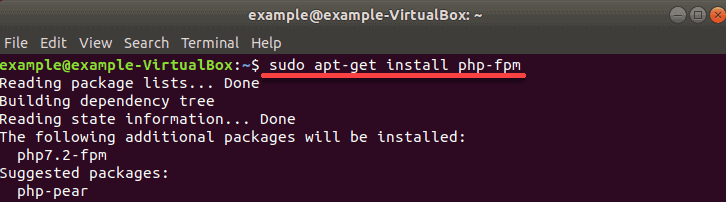 example@example-VirtualBox: ~
File Edit View Search Terminal Help
example@example-VirtualBox:~$ sudo apt-get install php-fpm
Reading package lists... Done
Building dependency tree
Reading state information... Done
The following additional packages will be installed:
  php7.2-fpm
Suggested packages:
  php-pear